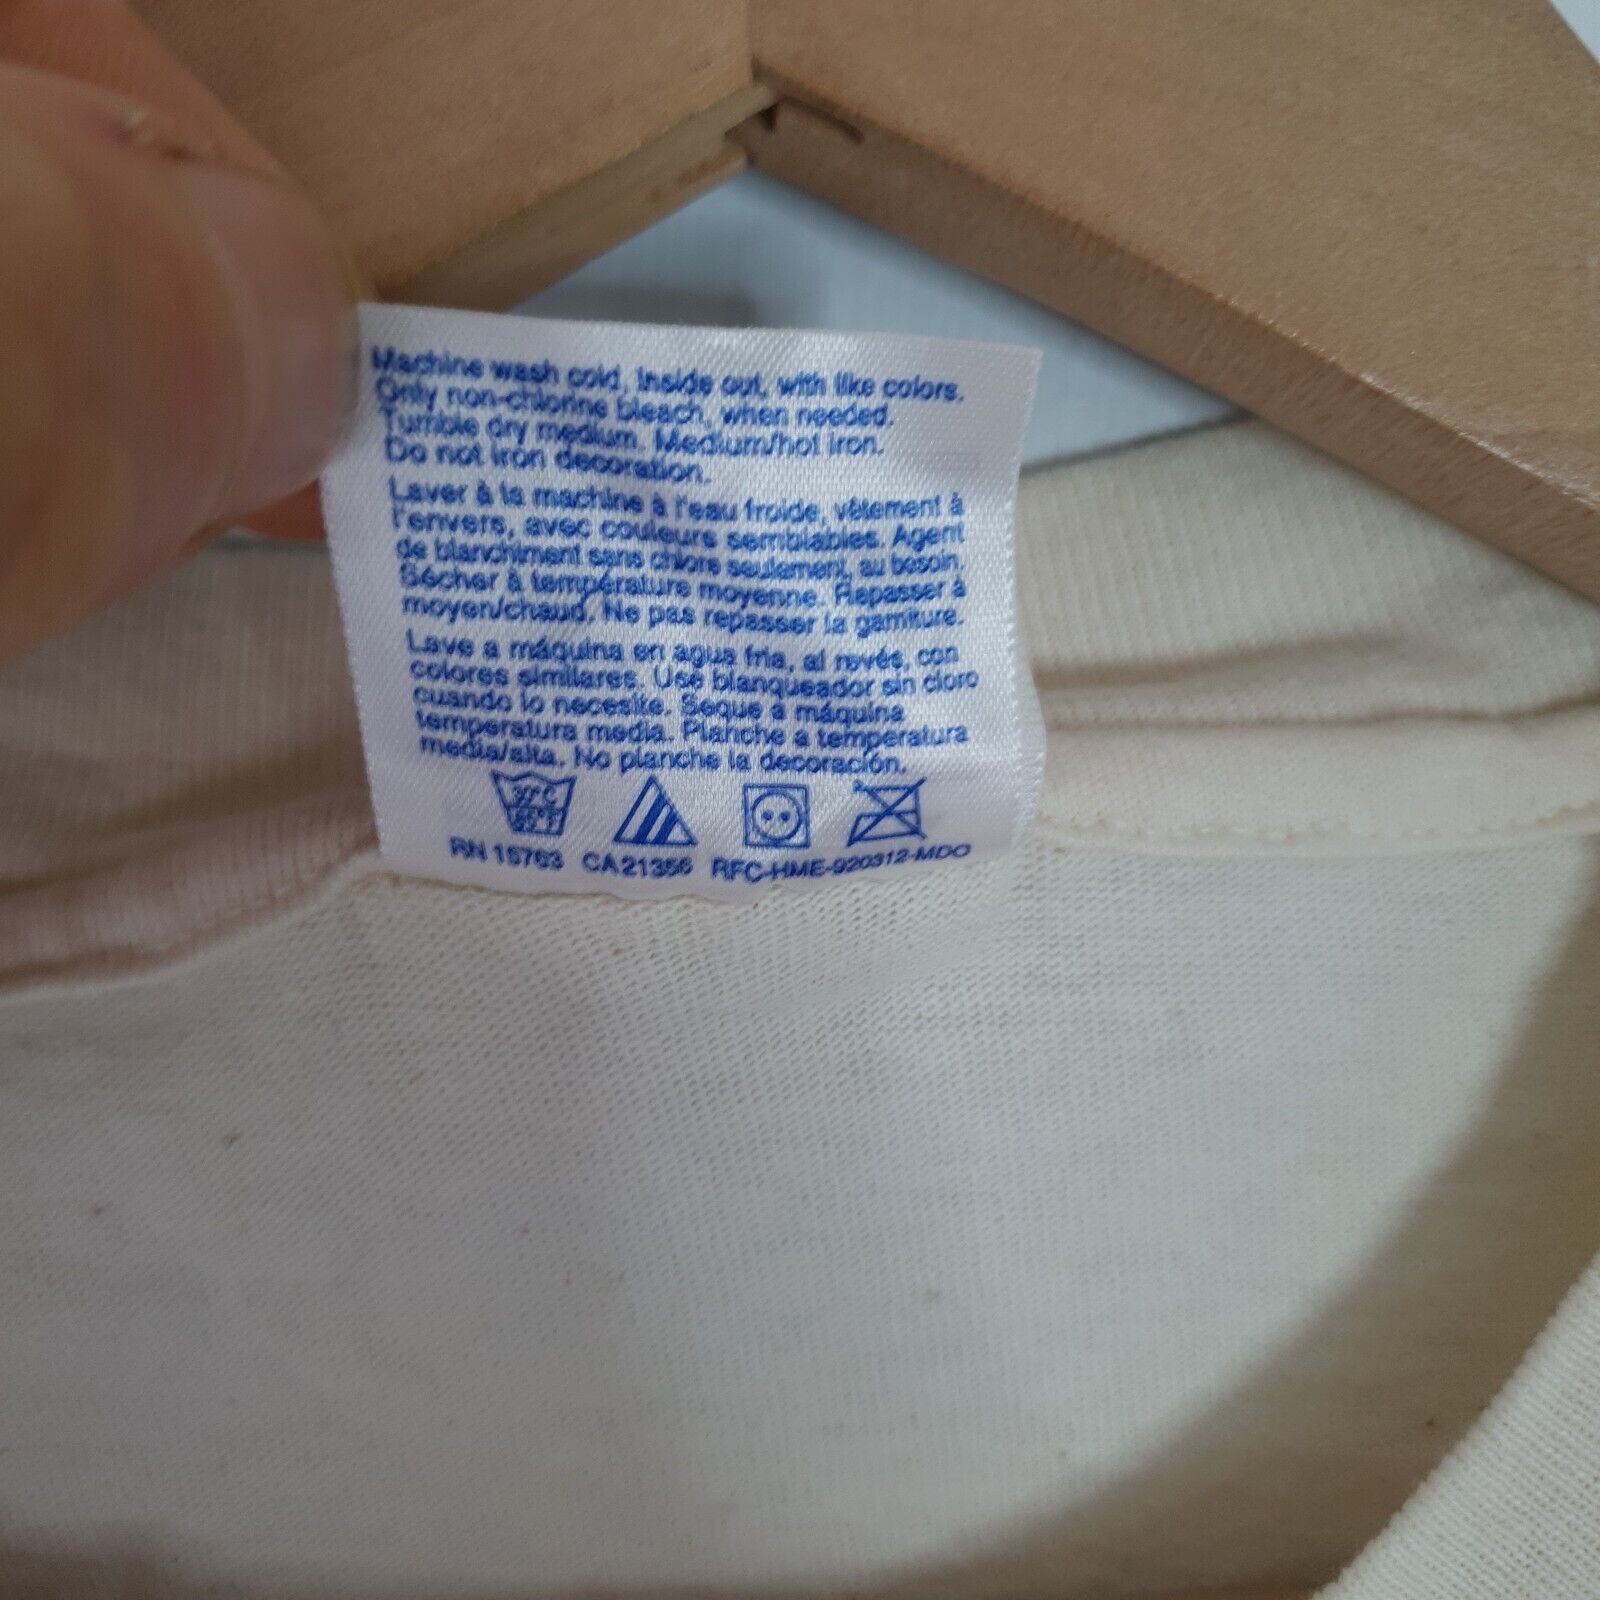 Machine wash cold, inside out, with like colors.
Only non-chlorine bleach, when needed.
Tumble dry medium. Medium/hot iron.
Do not iron decoration.
Laver à la machine à l'eau froide, vêtement à
l'envers, avec couleurs semblables. Agent
de blanchiment sans chlore seulement, au besoin.
Sécher à température moyenne. Repasser à
moyen/chaud. Ne pas repasser la garniture.
Lave a máquina en agua fria, al revés, con
colores similares. Use blanqueador sin cloro
cuando lo necesite. Seque a máquina
temperatura media. Planche a temperatura
media/alta. No planche la decoración.
30°C
85°F
RN 15763 CA21356 RFC-HME-920312-MDO